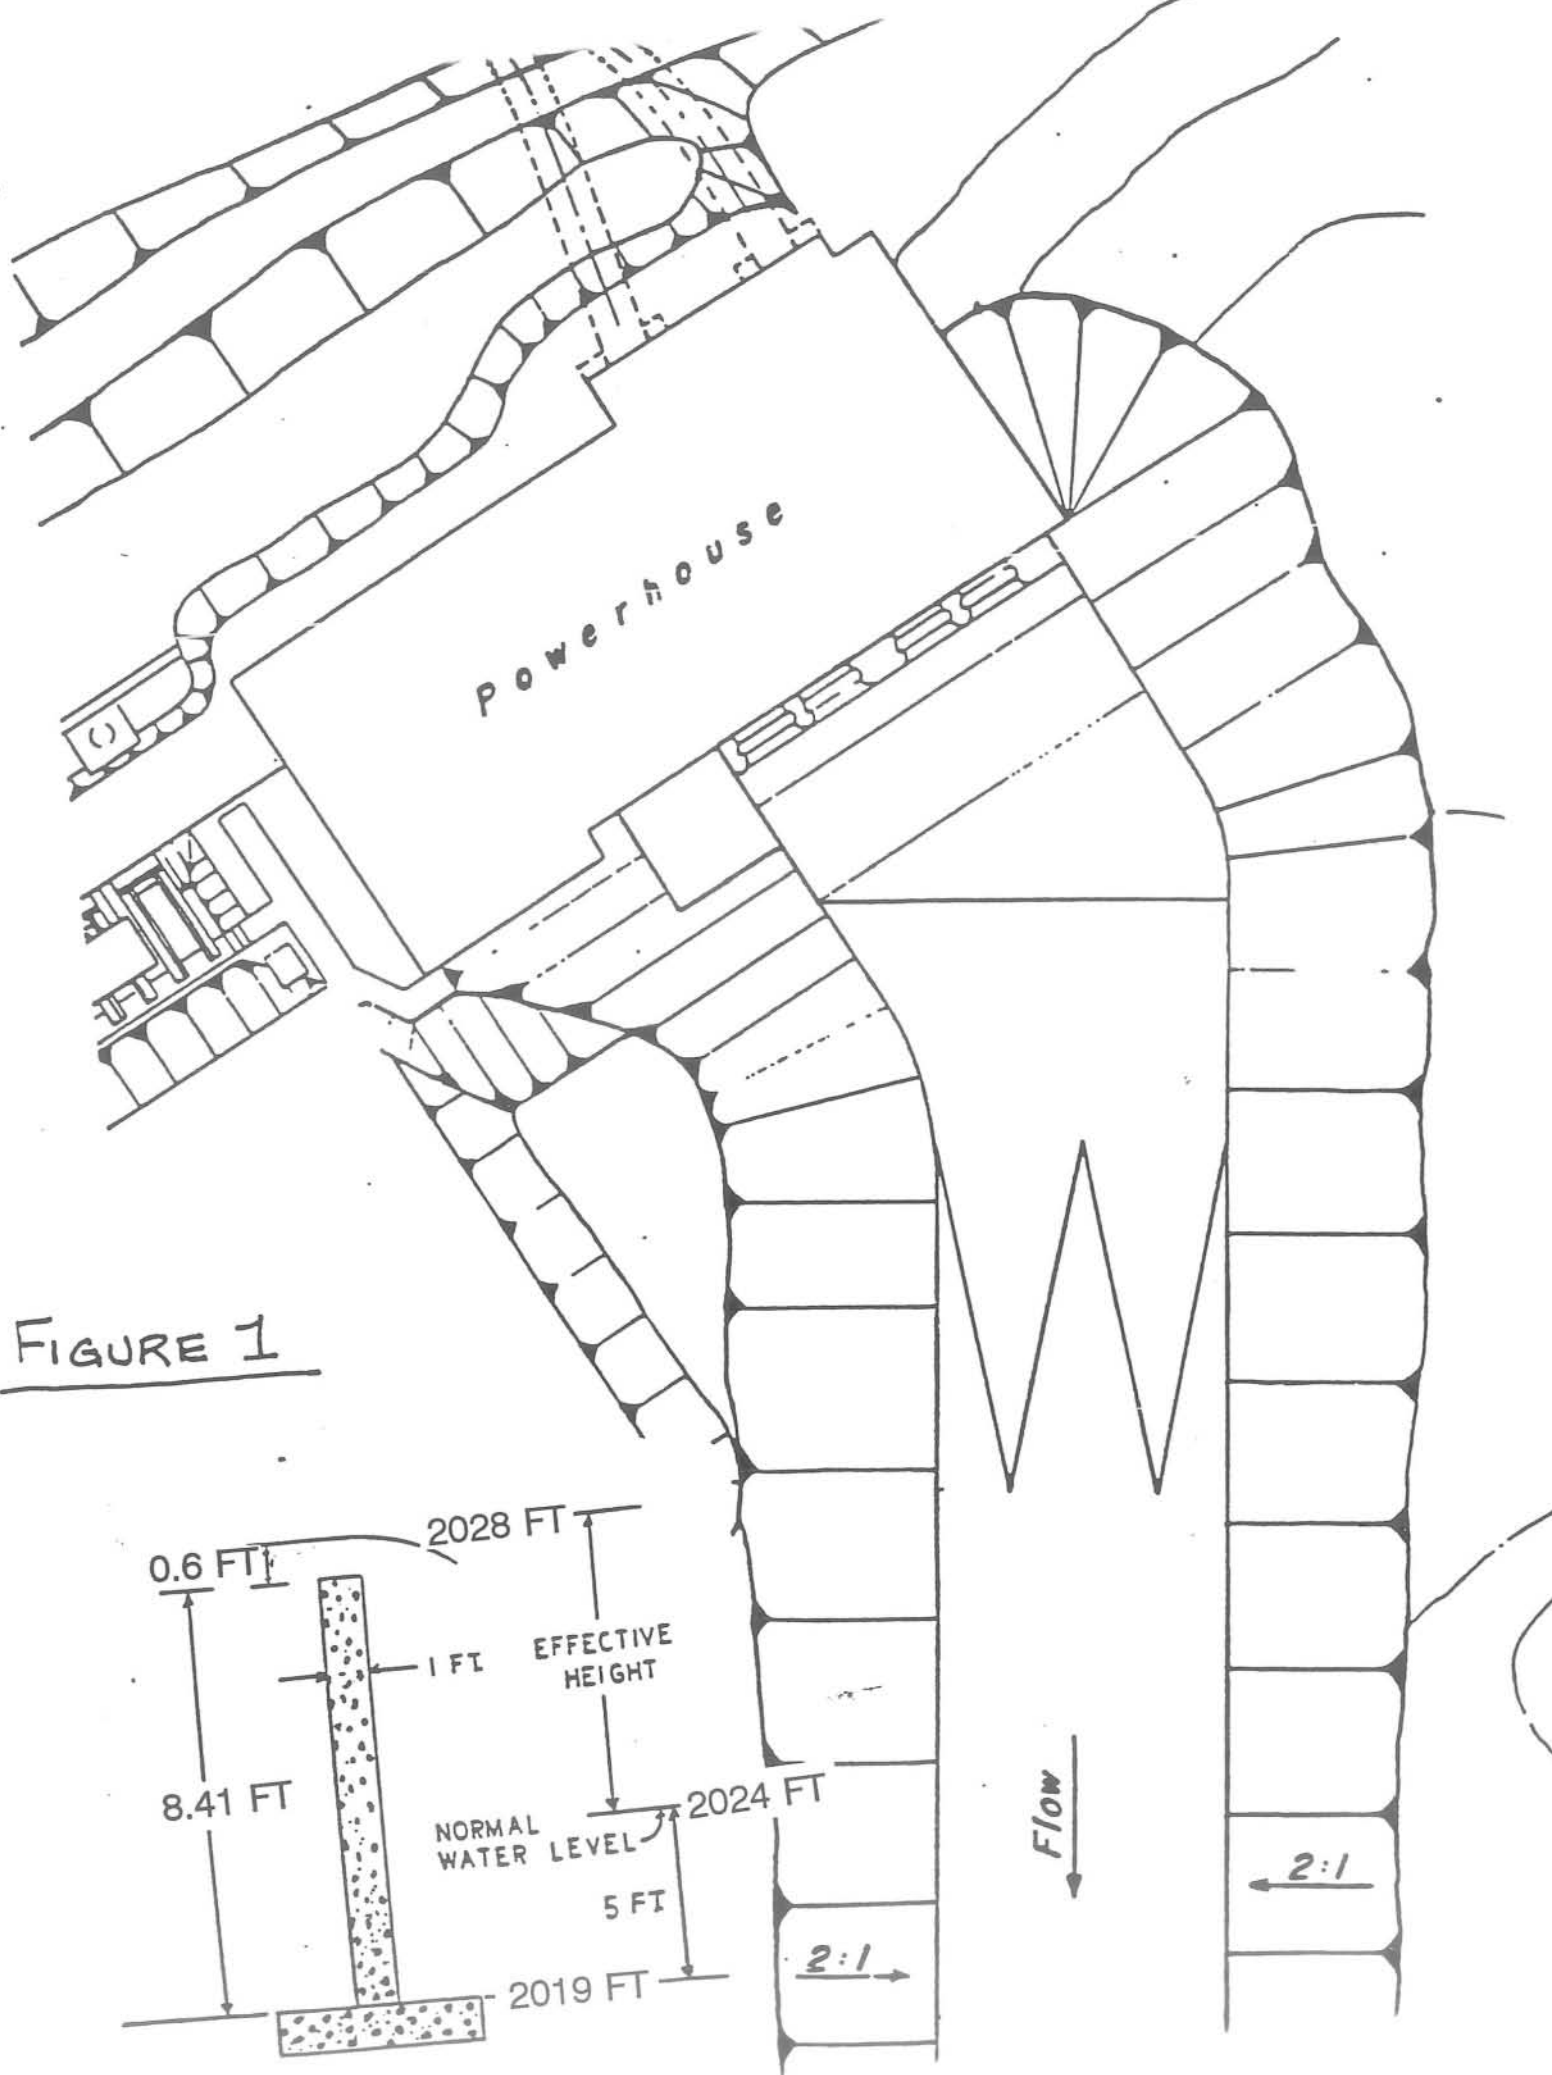 Powerhouse
FIGURE 1
2028 FT
0.6 FT
1 FT
EFFECTIVE
HEIGHT
8.41 FT
2024 FT
NORMAL
WATER LEVEL
5 FT
2019 FT
Flow
2:1
2:1